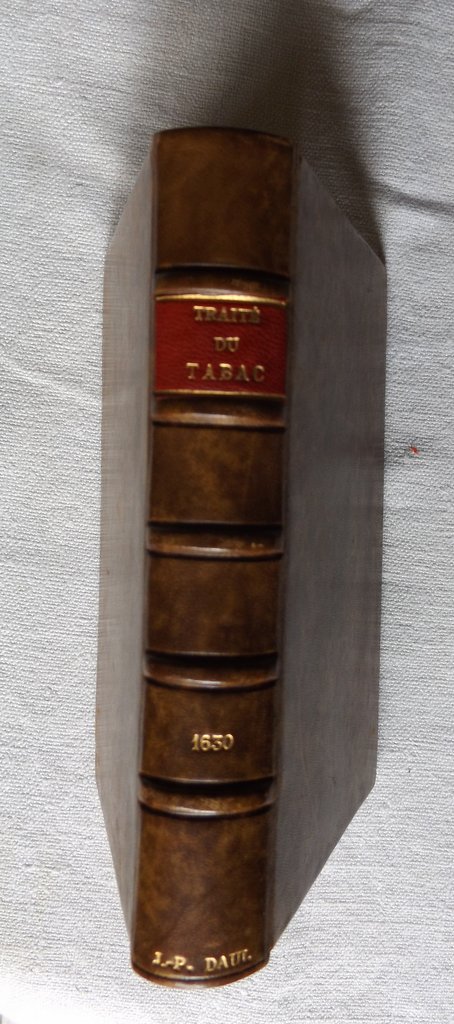 TRAITÉ
DU
TABAC
1630
J.-P. DAUT.